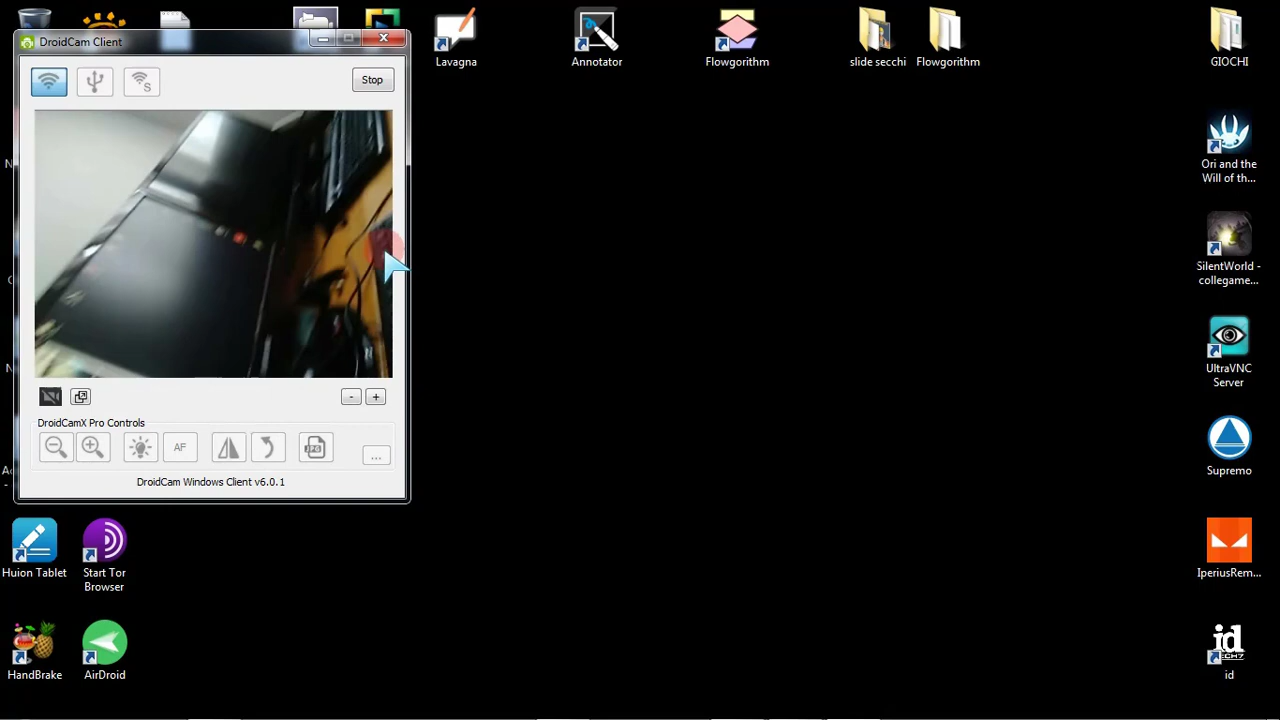 DroidCam Client
Stop
DroidCamX Pro Controls
AF
JPG
...
DroidCam Windows Client v6.0.1
Lavagna
Annotator
Flowgorithm
slide secchi
Flowgorithm
GIOCHI
Ori and the
Will of th...
SilentWorld -
collegame...
UltraVNC
Server
Supremo
IperiusRem...
id
id
Huion Tablet
Start Tor
Browser
HandBrake
AirDroid